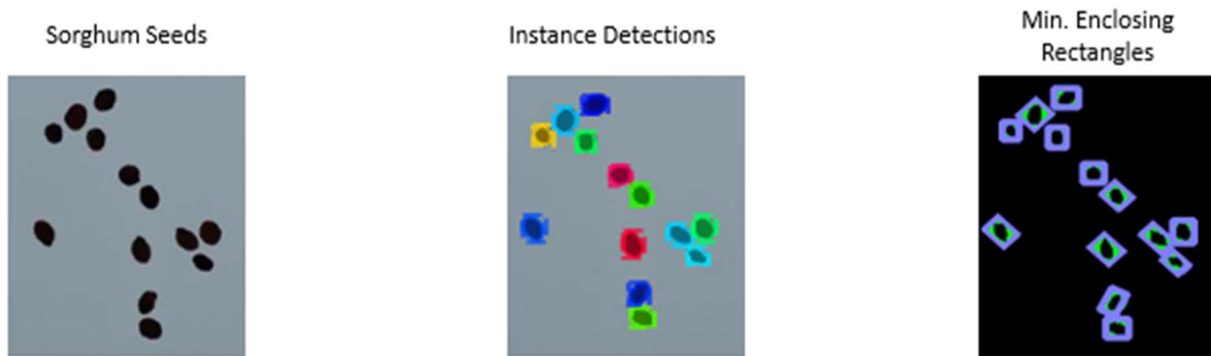 Sorghum Seeds
Instance Detections
Min. Enclosing
Rectangles